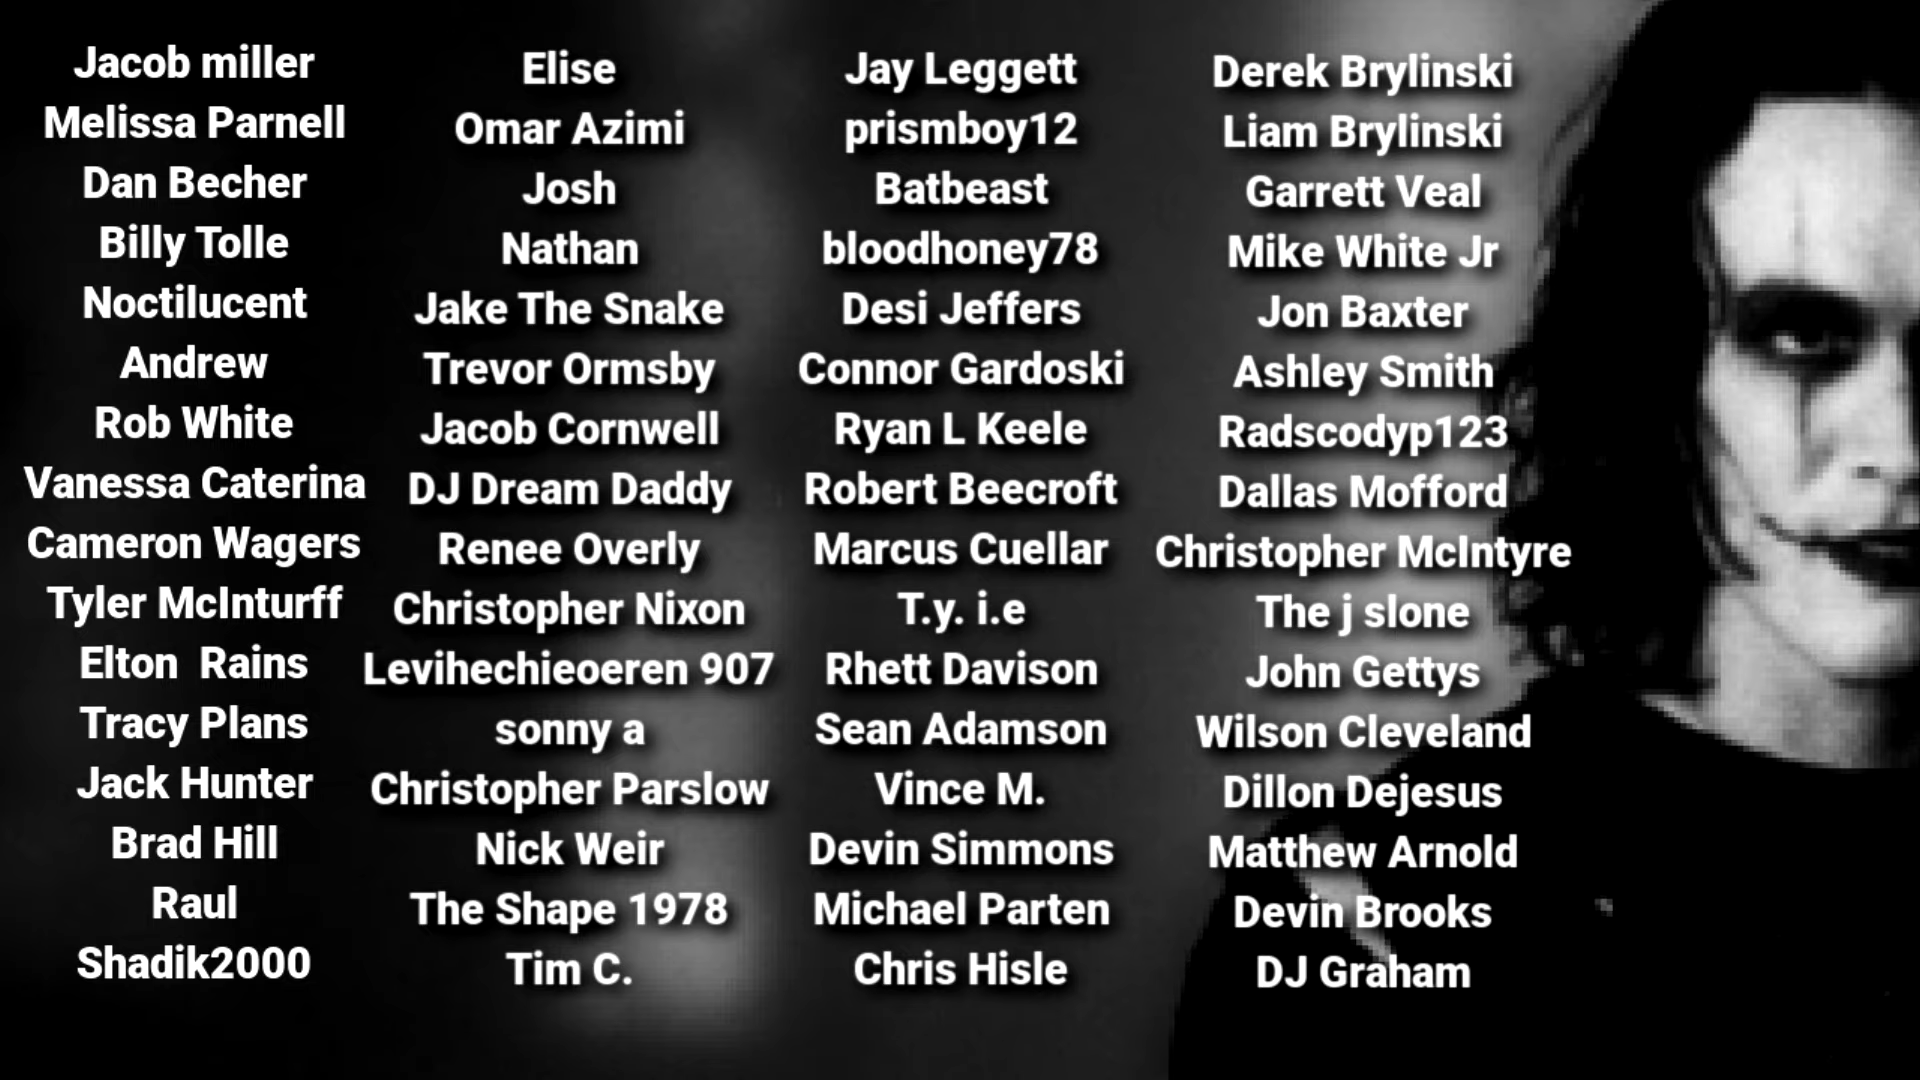 Jacob miller
Melissa Parnell
Dan Becher
Billy Tolle
Noctilucent
Andrew
Rob White
Vanessa Caterina
Cameron Wagers
Tyler McInturff
Elton  Rains
Tracy Plans
Jack Hunter
Brad Hill
Raul
Shadik2000
Elise
Omar Azimi
Josh
Nathan
Jake The Snake
Trevor Ormsby
Jacob Cornwell
DJ Dream Daddy
Renee Overly
Christopher Nixon
Levihechieoeren 907
sonny a
Christopher Parslow
Nick Weir
The Shape 1978
Tim C.
Jay Leggett
prismboy12
Batbeast
bloodhoney78
Desi Jeffers
Connor Gardoski
Ryan L Keele
Robert Beecroft
Marcus Cuellar
T.y. i.e
Rhett Davison
Sean Adamson
Vince M.
Devin Simmons
Michael Parten
Chris Hisle
Derek Brylinski
Liam Brylinski
Garrett Veal
Mike White Jr
Jon Baxter
Ashley Smith
Radscodyp123
Dallas Mofford
Christopher McIntyre
The j slone
John Gettys
Wilson Cleveland
Dillon Dejesus
Matthew Arnold
Devin Brooks
DJ Graham